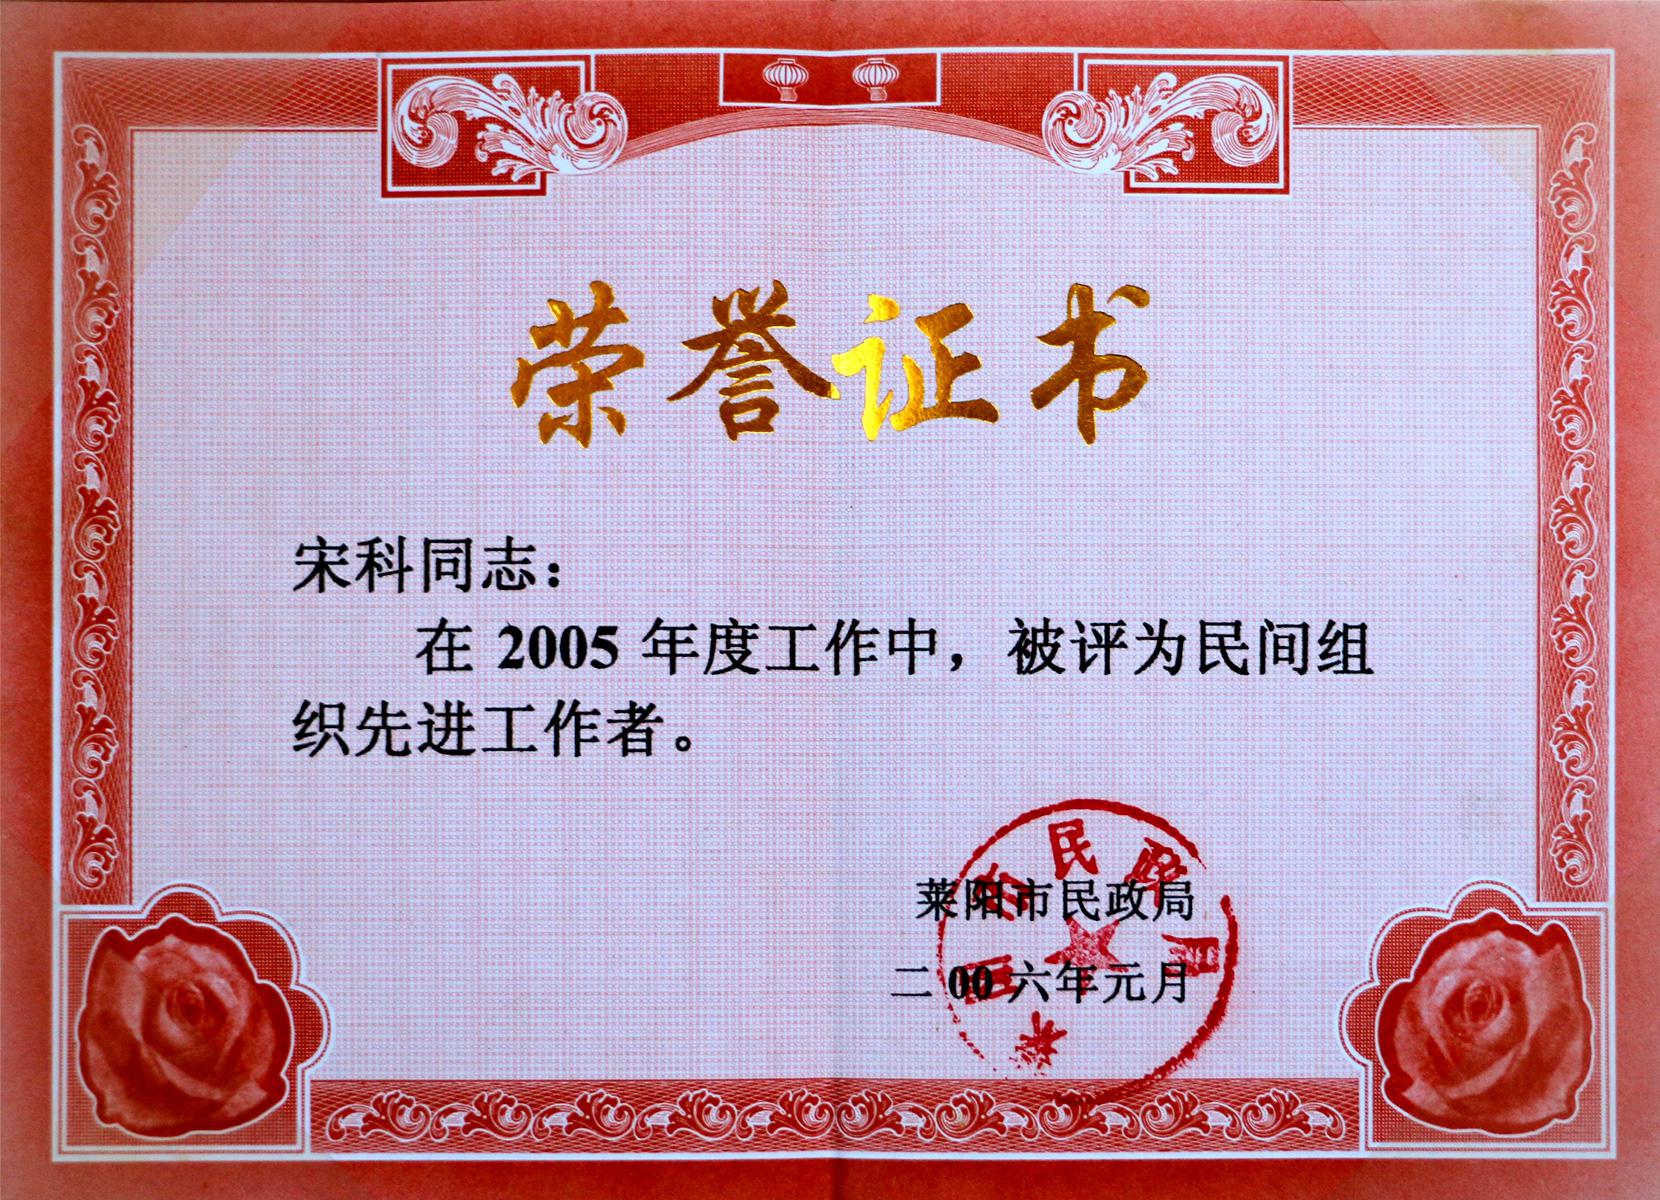 荣誉证书
宋科同志：
在 2005 年度工作中，被评为民间组
织先进工作者。
莱阳市民政局
二00六年元月